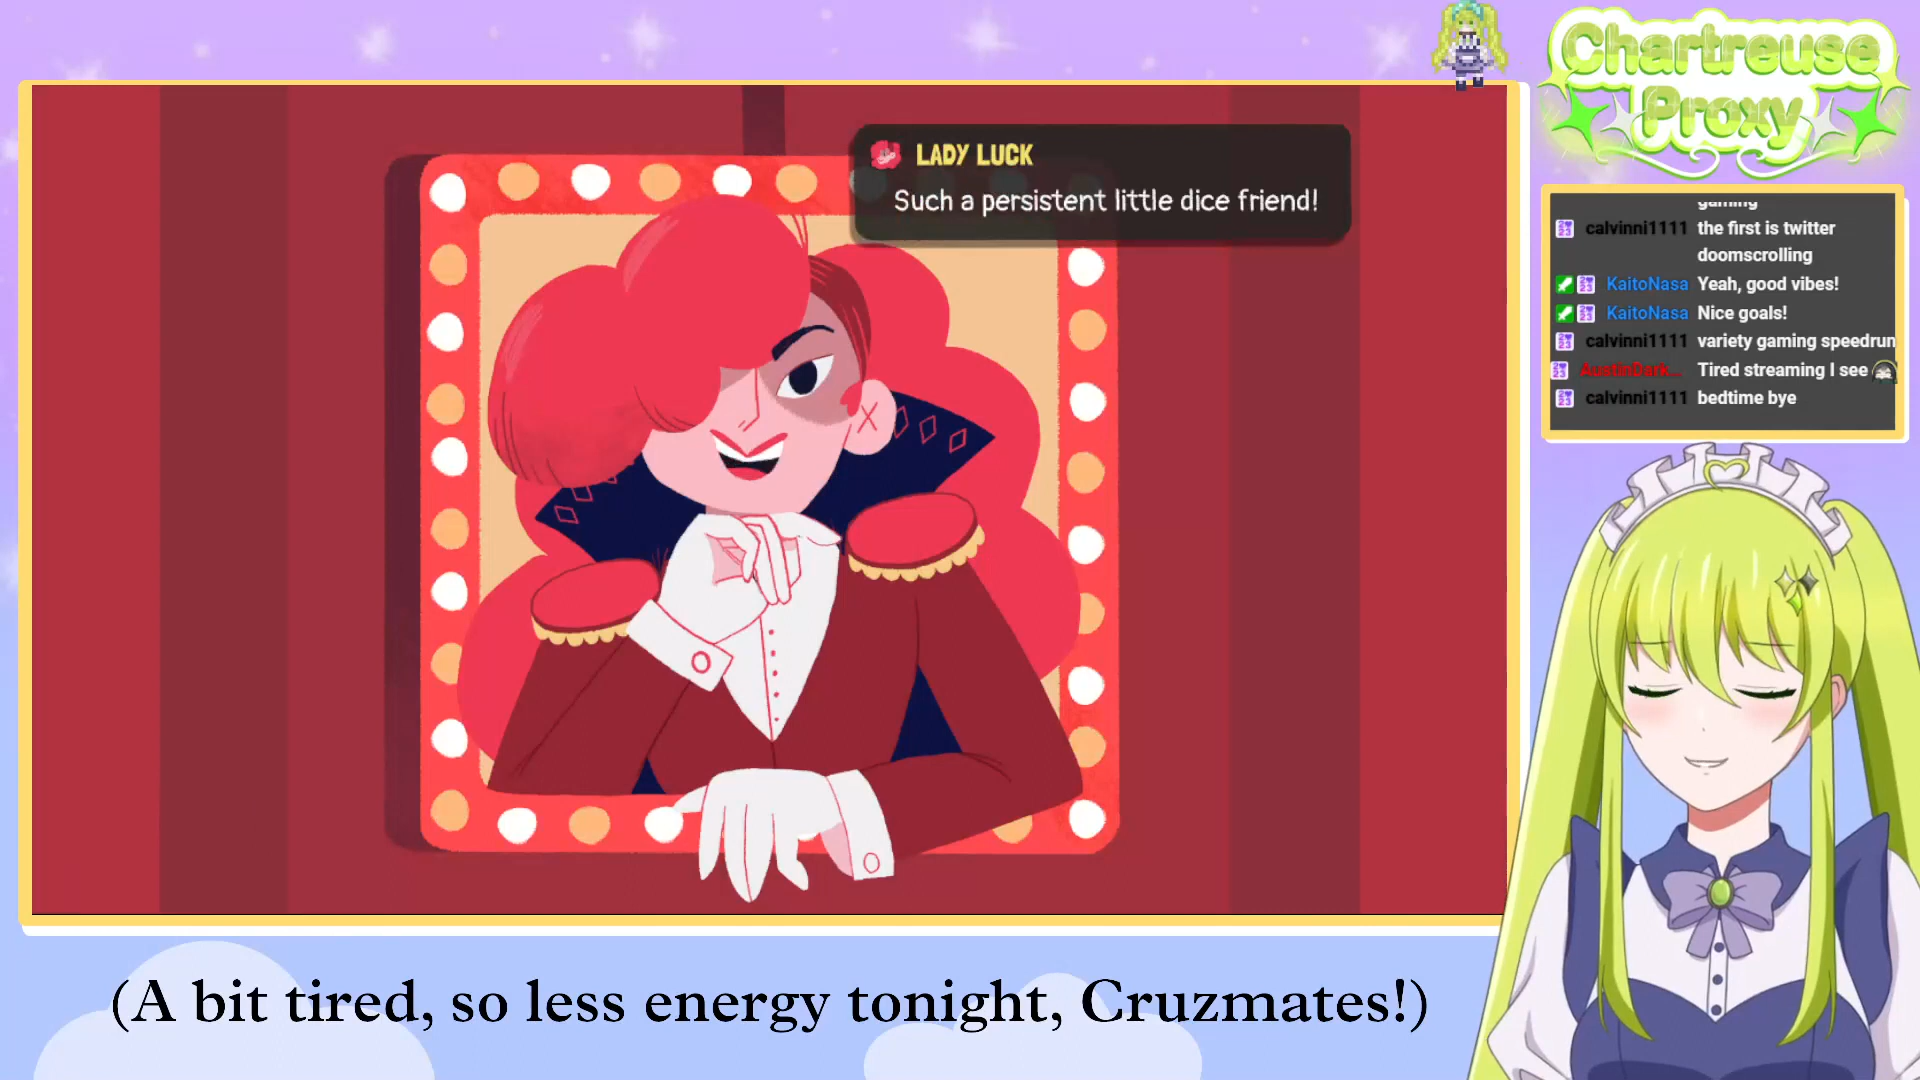 Chartreuse
Proxy
LADY LUCK
Such a persistent little dice friend!
gaming
calvinni1111 the first is twitter
doomscrolling
KaitoNasa Yeah, good vibes!
KaitoNasa Nice goals!
calvinni1111 variety gaming speedrun
AustinDark... Tired streaming I see
calvinni1111 bedtime bye
(A bit tired, so less energy tonight, Cruzmates!)